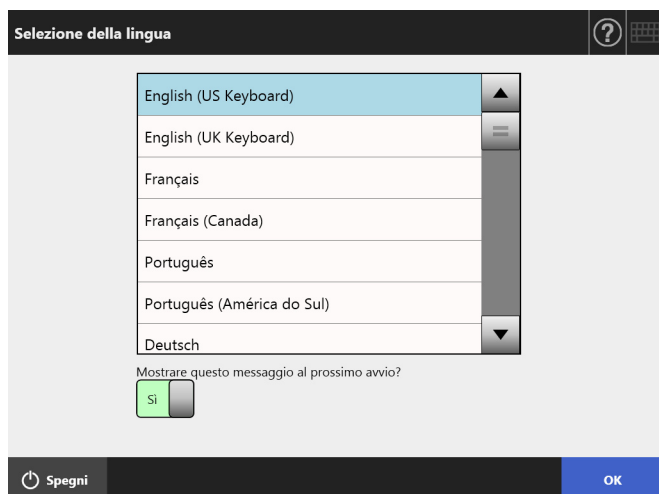 Selezione della lingua
?
English (US Keyboard)
English (UK Keyboard)
Français
Français (Canada)
Português
Português (América do Sul)
Deutsch
Mostrare questo messaggio al prossimo avvio?
Sì
Spegni
OK